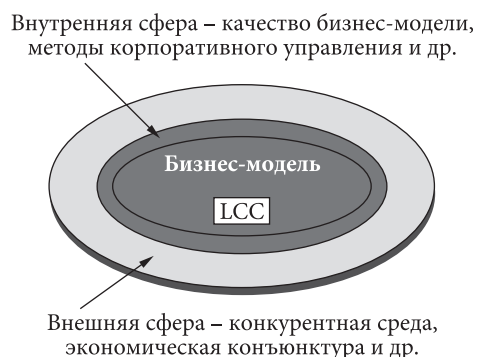 Внутренняя сфера – качество бизнес-модели,
методы корпоративного управления и др.
Бизнес-модель
LCC
Внешняя сфера – конкурентная среда,
экономическая конъюнктура и др.